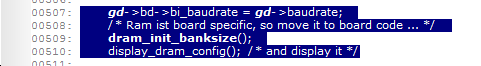 00507: gd->bd->bi_baudrate = gd->baudrate;
00508: /* Ram ist board specific, so move it to board code ... */
00509: dram_init_banksize();
00510: display_dram_config(); /* and display it */
00511: